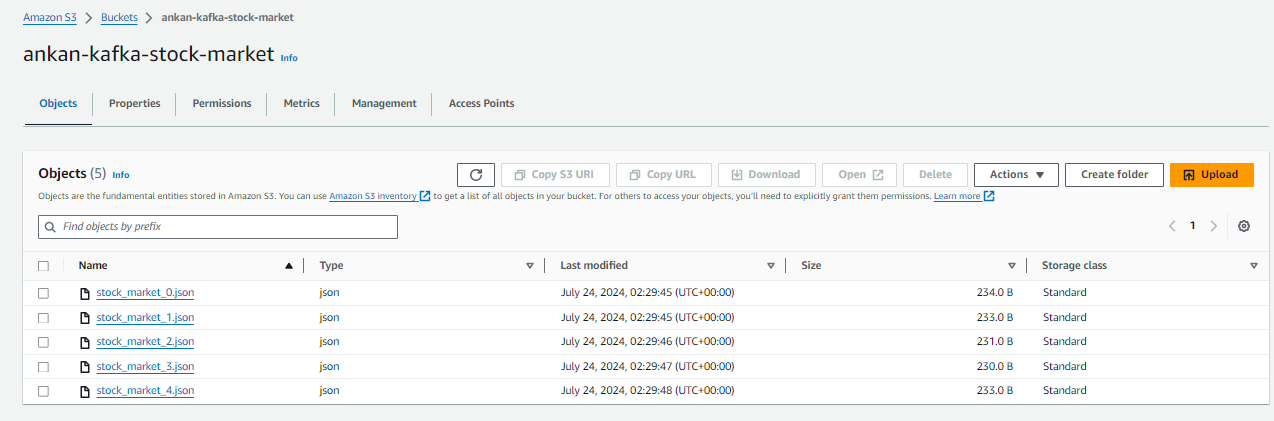 Amazon S3 > Buckets > ankan-kafka-stock-market
ankan-kafka-stock-market Info
Objects Properties Permissions Metrics Management Access Points
Objects (5) Info Copy S3 URI Copy URL Download Open Delete Actions Create folder Upload
Objects are the fundamental entities stored in Amazon S3. You can use Amazon S3 inventory to get a list of all objects in your bucket. For others to access your objects, you'll need to explicitly grant them permissions. Learn more
Find objects by prefix 1
Name Type Last modified Size Storage class
stock_market_0.json json July 24, 2024, 02:29:45 (UTC+00:00) 234.0 B Standard
stock_market_1.json json July 24, 2024, 02:29:45 (UTC+00:00) 233.0 B Standard
stock_market_2.json json July 24, 2024, 02:29:46 (UTC+00:00) 231.0 B Standard
stock_market_3.json json July 24, 2024, 02:29:47 (UTC+00:00) 230.0 B Standard
stock_market_4.json json July 24, 2024, 02:29:48 (UTC+00:00) 233.0 B Standard